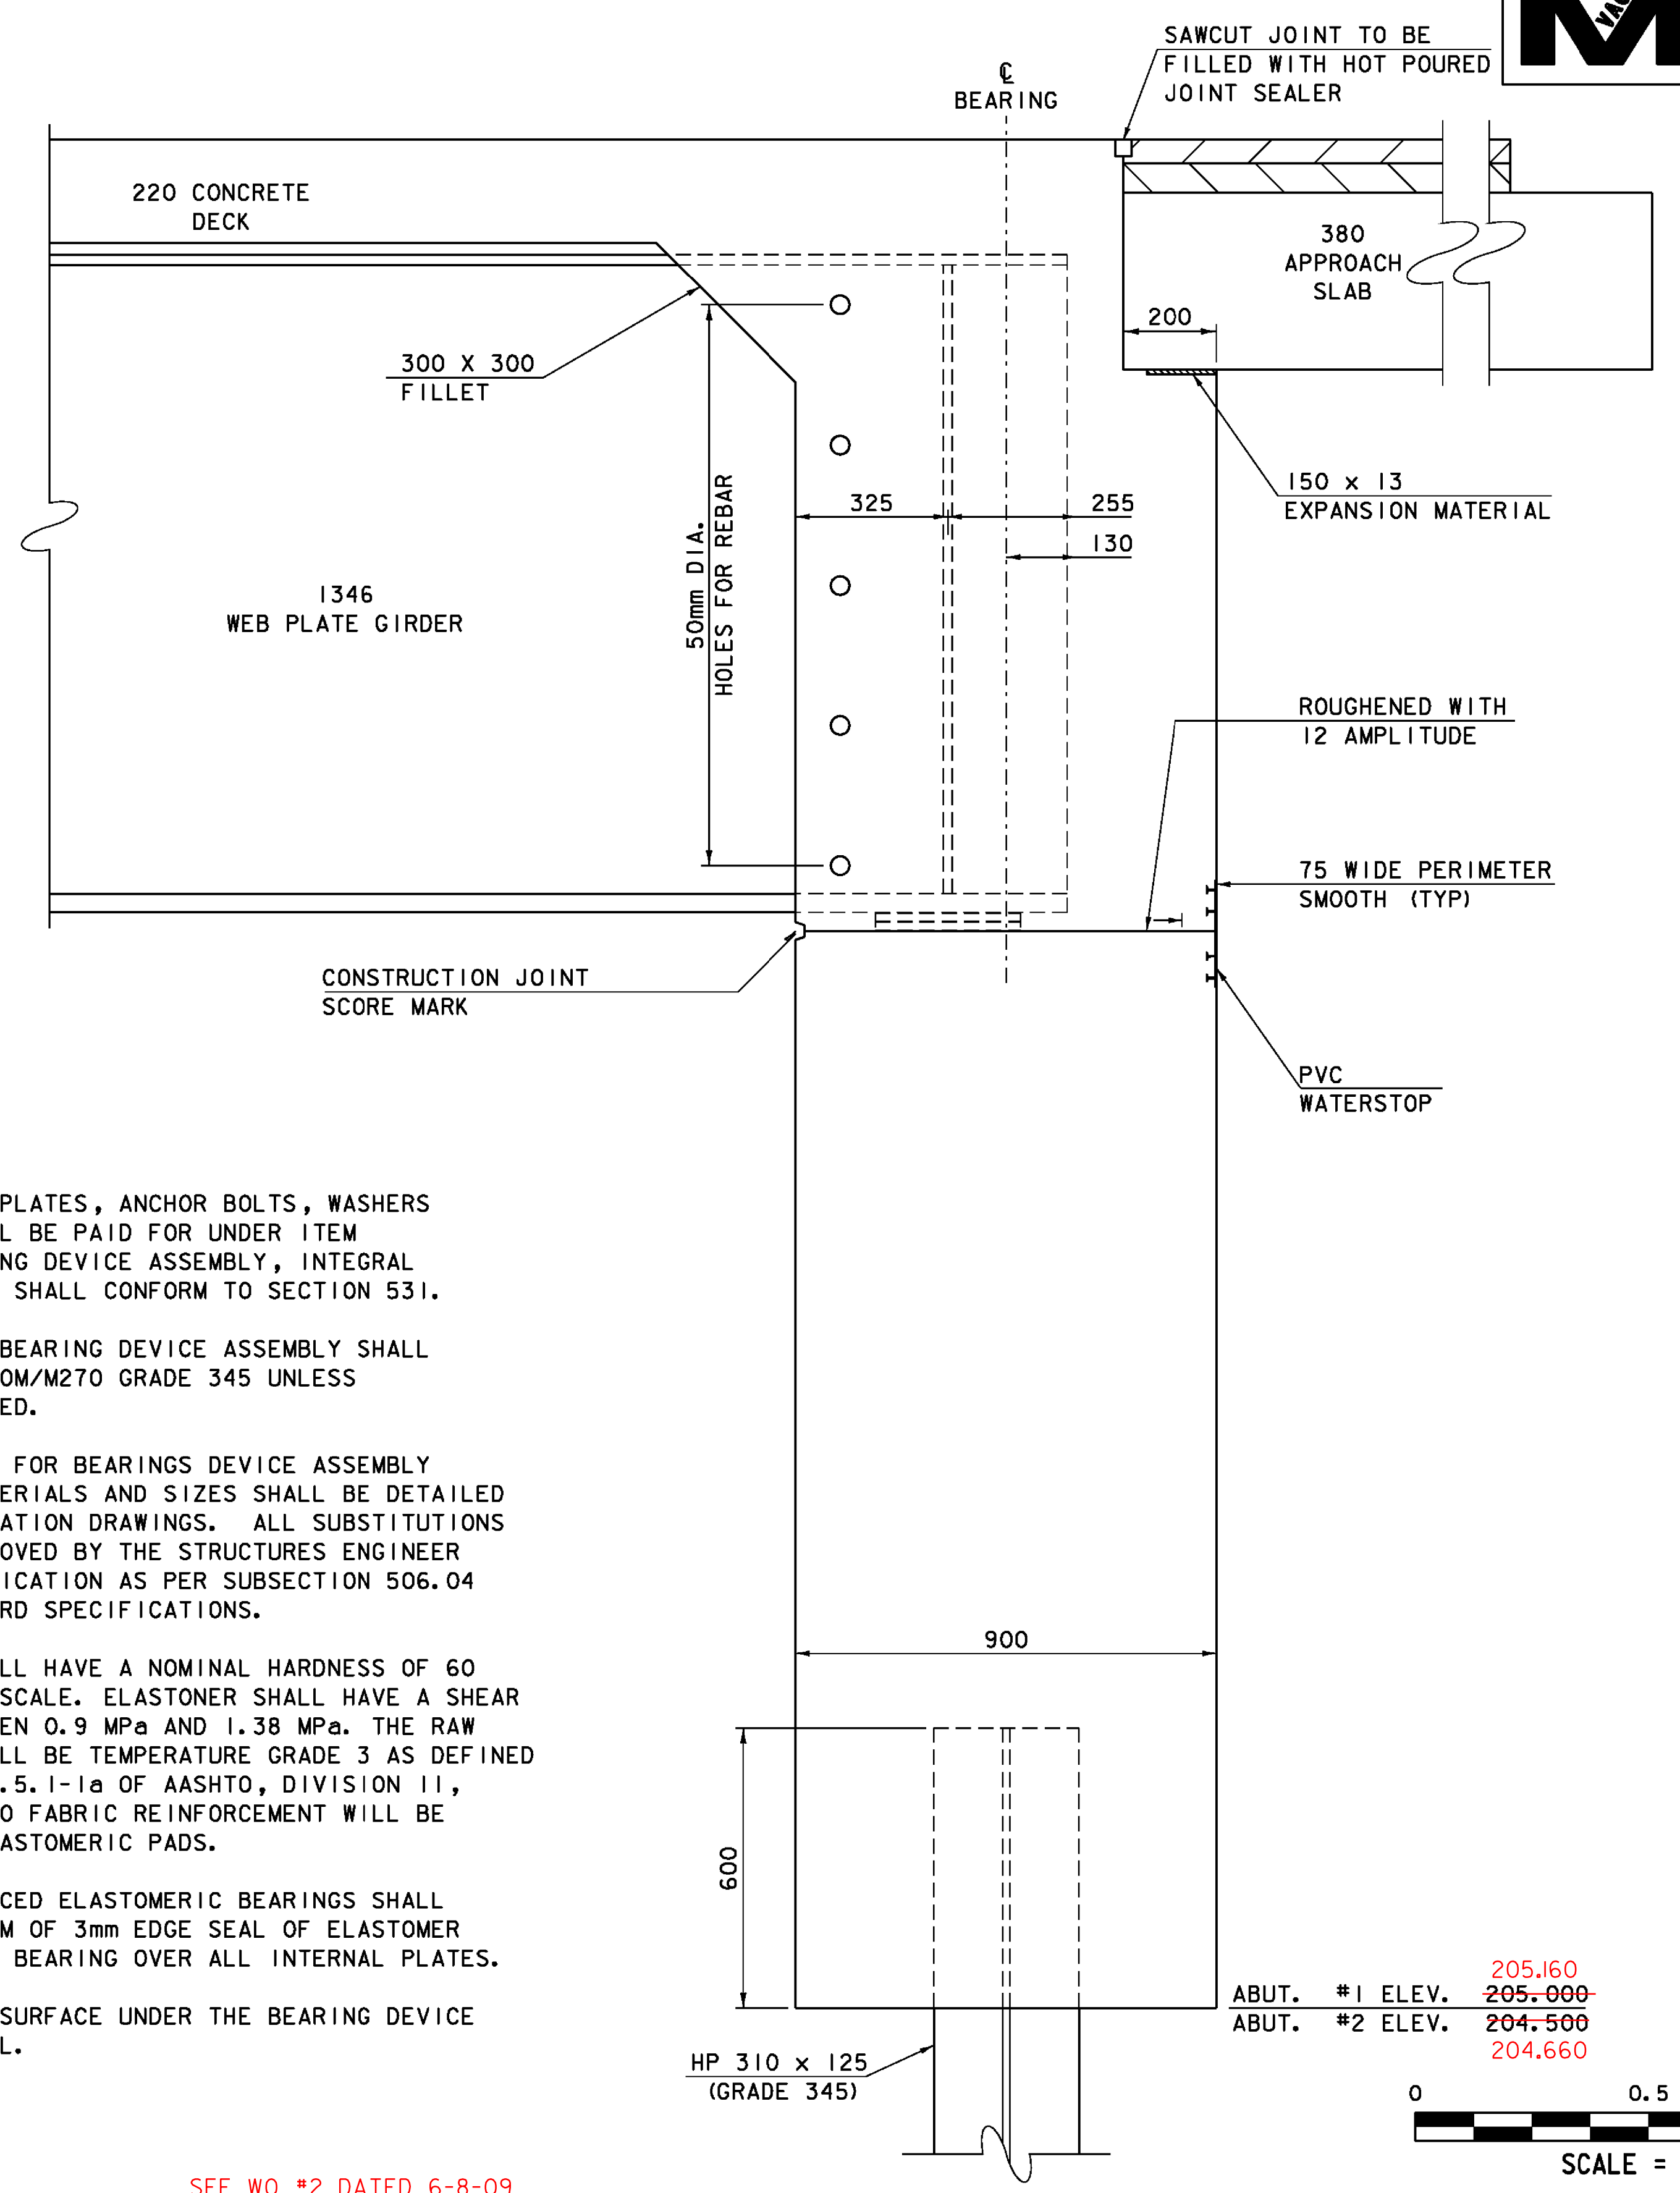 SAWCUT JOINT TO BE
FILLED WITH HOT POURED
JOINT SEALER
M
VAO
℄
BEARING
220 CONCRETE
DECK
380
APPROACH
SLAB
200
300 X 300
FILLET
150 x 13
EXPANSION MATERIAL
325
255
130
50mm DIA.
HOLES FOR REBAR
1346
WEB PLATE GIRDER
ROUGHENED WITH
12 AMPLITUDE
75 WIDE PERIMETER
SMOOTH (TYP)
CONSTRUCTION JOINT
SCORE MARK
PVC
WATERSTOP
PLATES, ANCHOR BOLTS, WASHERS
L BE PAID FOR UNDER ITEM
NG DEVICE ASSEMBLY, INTEGRAL
SHALL CONFORM TO SECTION 531.
BEARING DEVICE ASSEMBLY SHALL
OM/M270 GRADE 345 UNLESS
ED.
FOR BEARINGS DEVICE ASSEMBLY
ERIALS AND SIZES SHALL BE DETAILED
ATION DRAWINGS. ALL SUBSTITUTIONS
OVED BY THE STRUCTURES ENGINEER
ICATION AS PER SUBSECTION 506.04
RD SPECIFICATIONS.
LL HAVE A NOMINAL HARDNESS OF 60
SCALE. ELASTONER SHALL HAVE A SHEAR
EN 0.9 MPa AND 1.38 MPa. THE RAW
LL BE TEMPERATURE GRADE 3 AS DEFINED
.5.1-1a OF AASHTO, DIVISION II,
O FABRIC REINFORCEMENT WILL BE
ASTOMERIC PADS.
CED ELASTOMERIC BEARINGS SHALL
M OF 3mm EDGE SEAL OF ELASTOMER
BEARING OVER ALL INTERNAL PLATES.
SURFACE UNDER THE BEARING DEVICE
L.
900
600
205.160
ABUT. #1 ELEV. 205.000
ABUT. #2 ELEV. 204.500
204.660
HP 310 x 125
(GRADE 345)
0 0.5
SCALE =
SEE WO #2 DATED 6-8-09